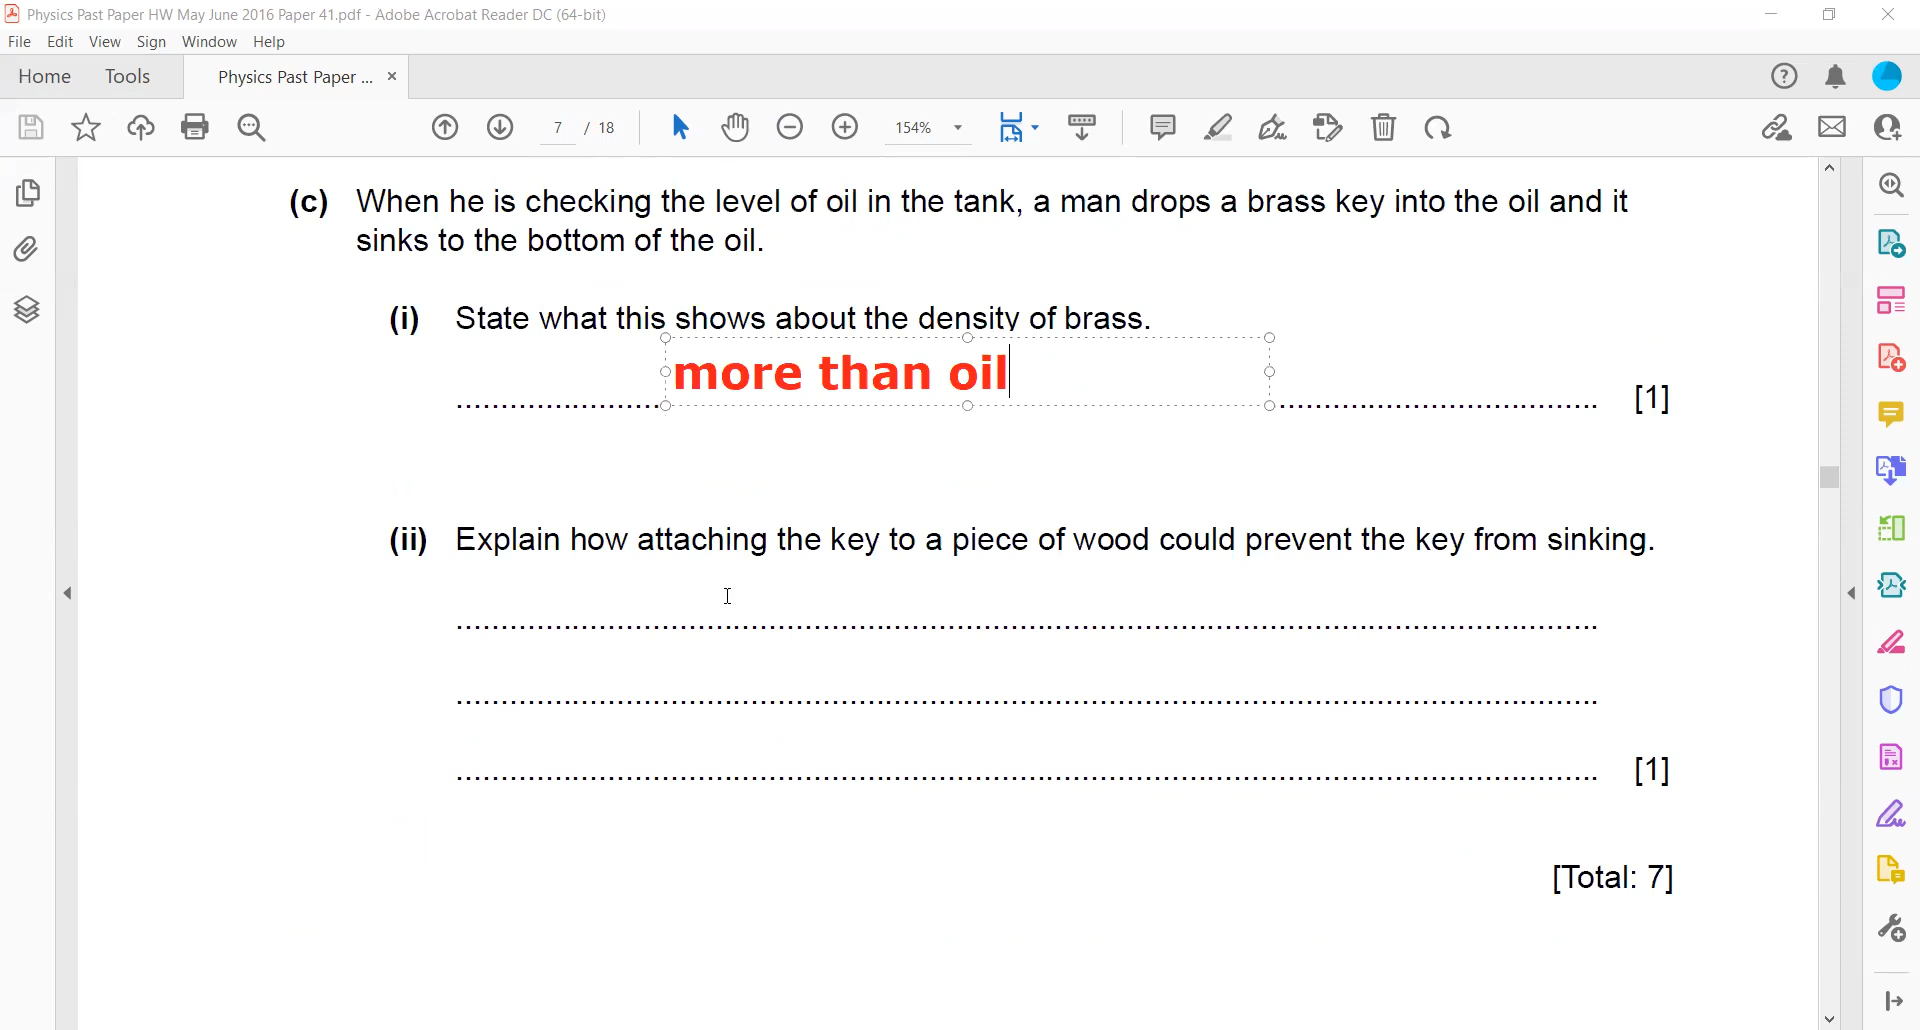 Physics Past Paper HW May June 2016 Paper 41.pdf - Adobe Acrobat Reader DC (64-bit)
File Edit View Sign Window Help
Home Tools Physics Past Paper ... ×
7 / 18 154%
(c) When he is checking the level of oil in the tank, a man drops a brass key into the oil and it
sinks to the bottom of the oil.
(i) State what this shows about the density of brass.
more than oil
[1]
(ii) Explain how attaching the key to a piece of wood could prevent the key from sinking.
[1]
[Total: 7]